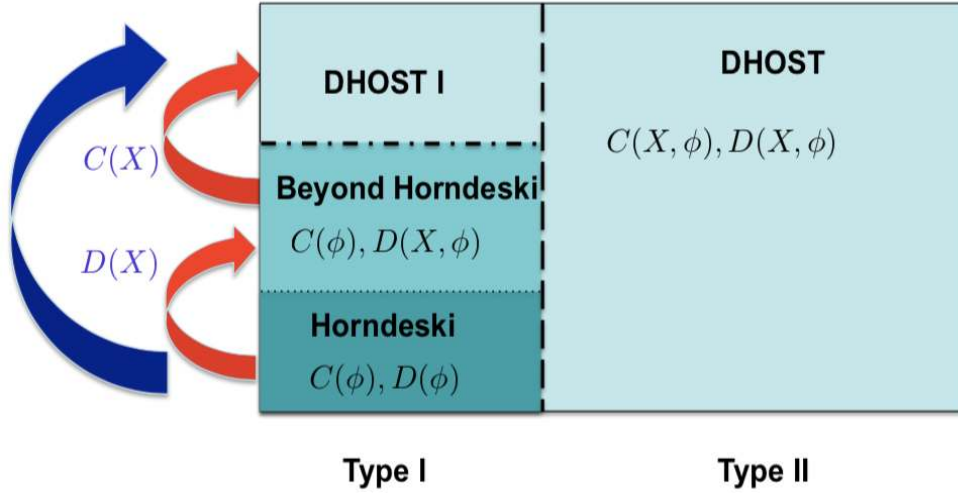 DHOST I
DHOST
C(X)
C(X, ϕ), D(X, ϕ)
Beyond Horndeski
C(ϕ), D(X, ϕ)
D(X)
Horndeski
C(ϕ), D(ϕ)
Type I
Type II